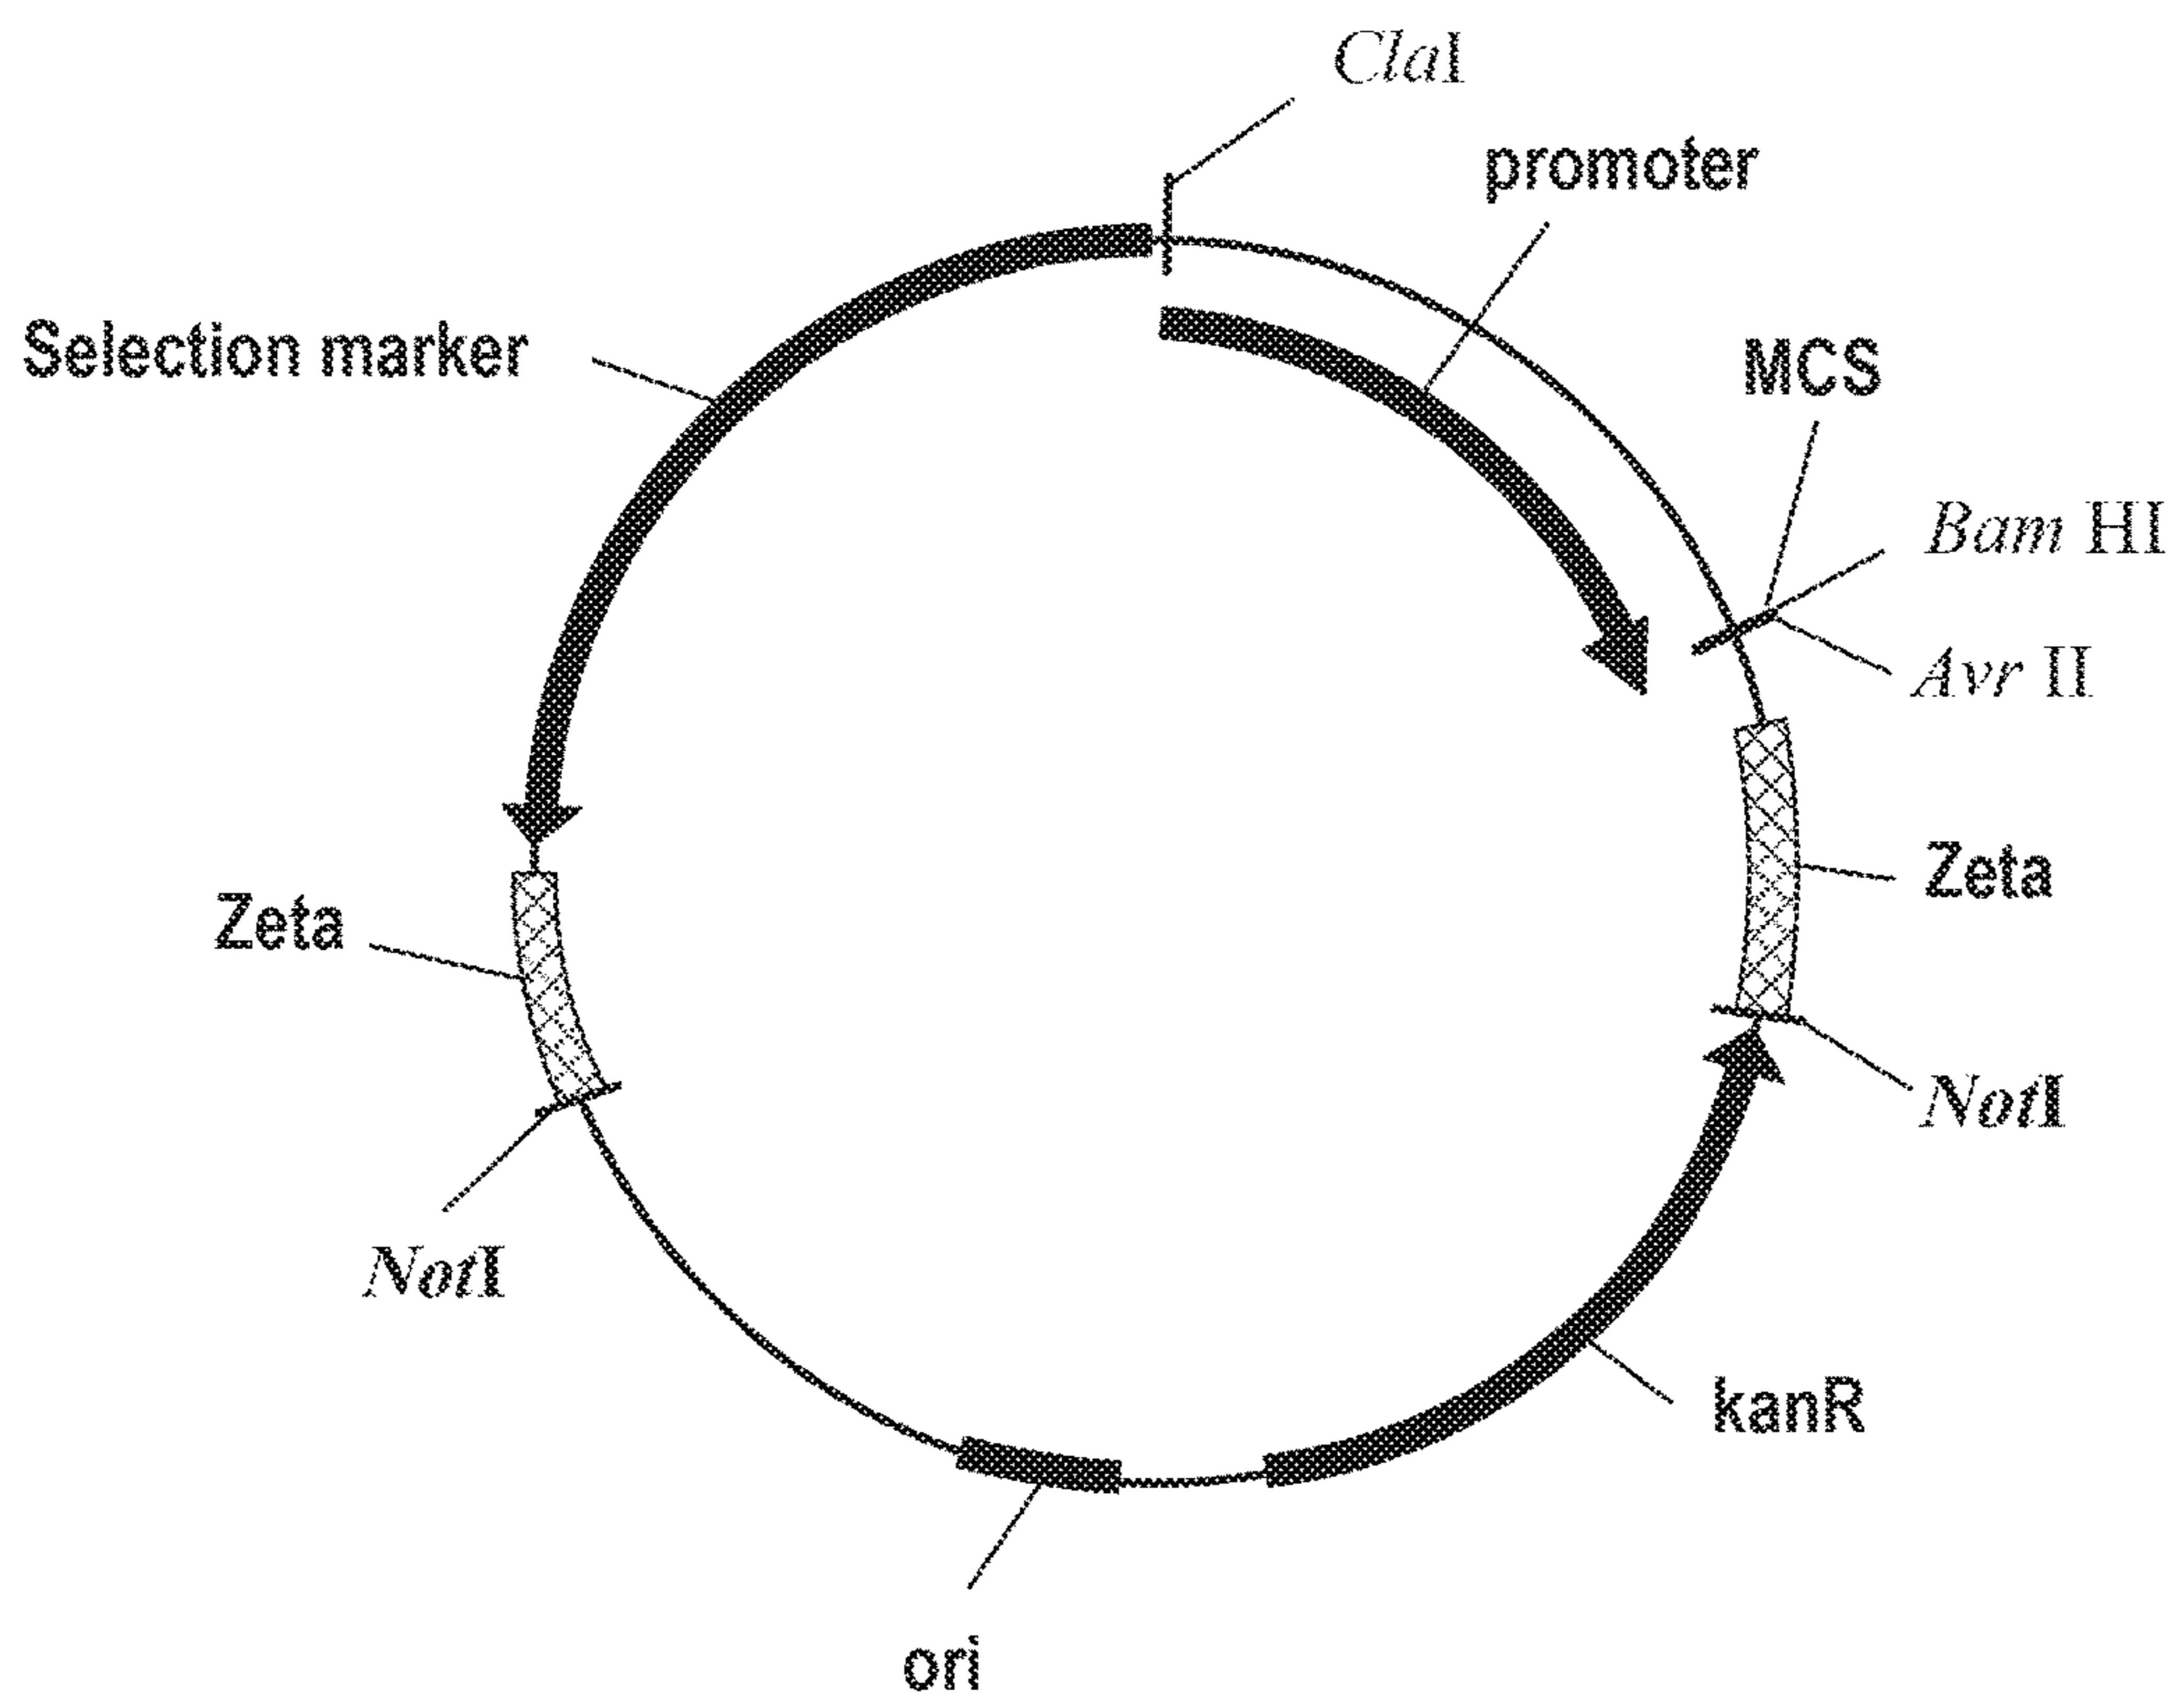 ClaI
promoter
Selection marker
MCS
Bam HI
Avr II
Zeta
Zeta
NotI
NotI
kanR
ori